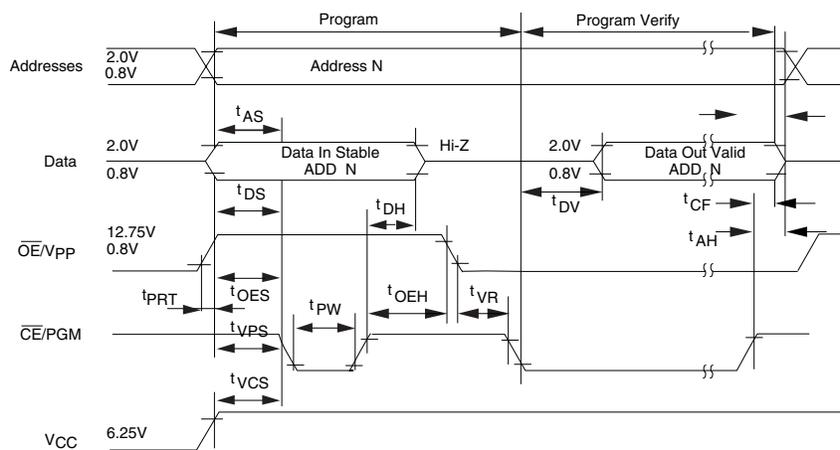 Program
Program Verify
Addresses
2.0V
0.8V
Address N
tAS
Data
2.0V
0.8V
Data In Stable
ADD N
Hi-Z
2.0V
0.8V
Data Out Valid
ADD N
tDS
tDH
tDV
tCF
tAH
OE/VPP
12.75V
0.8V
tPRT
tOES
tPW
tOEH
tVR
CE/PGM
tVPS
tVCS
VCC
6.25V